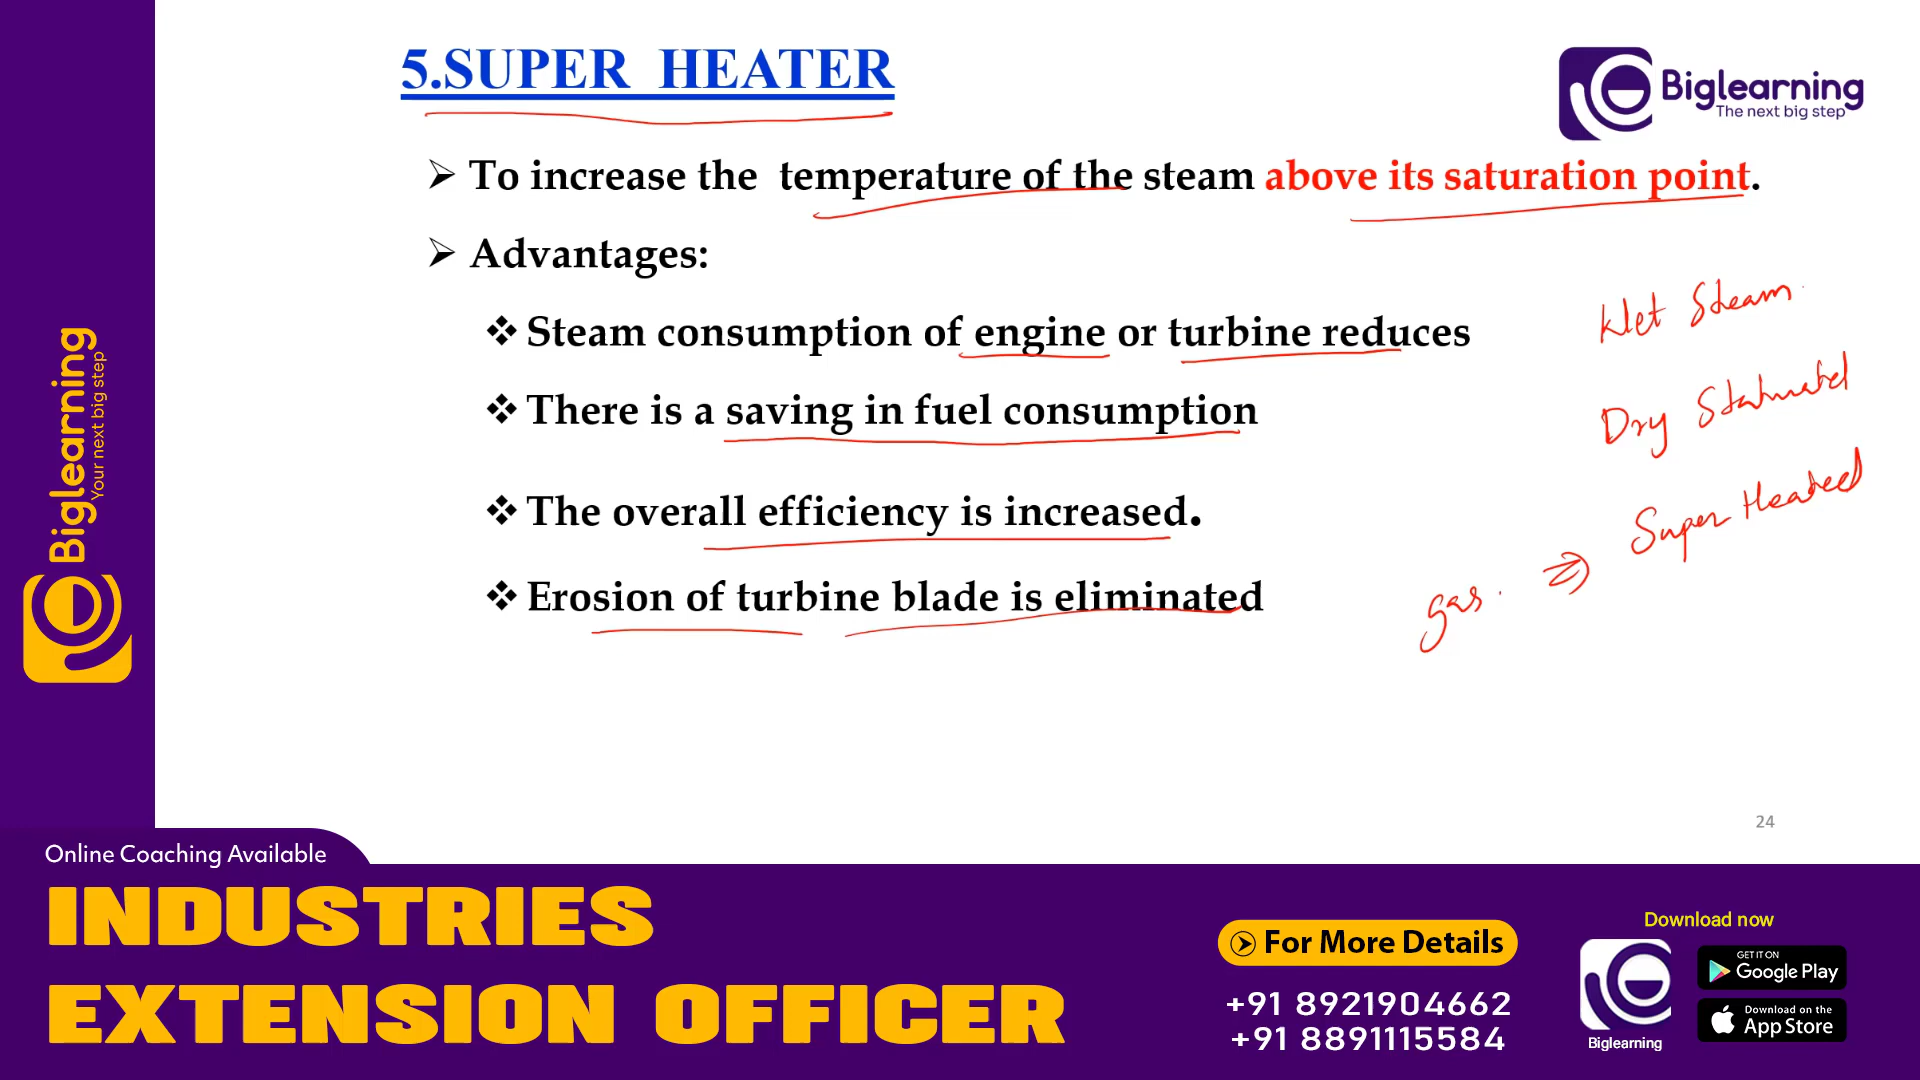 5.SUPER HEATER
Biglearning
The next big step
➢ To increase the temperature of the steam above its saturation point.
➢ Advantages:
❖ Steam consumption of engine or turbine reduces
❖ There is a saving in fuel consumption
❖ The overall efficiency is increased.
❖ Erosion of turbine blade is eliminated
Wet Steam
Dry Staturated
Super Heated
gas. ⇒
Biglearning
Your next big step
24
Online Coaching Available
INDUSTRIES
EXTENSION OFFICER
For More Details
+91 8921904662
+91 8891115584
Download now
Biglearning
GET IT ON
Google Play
Download on the
App Store